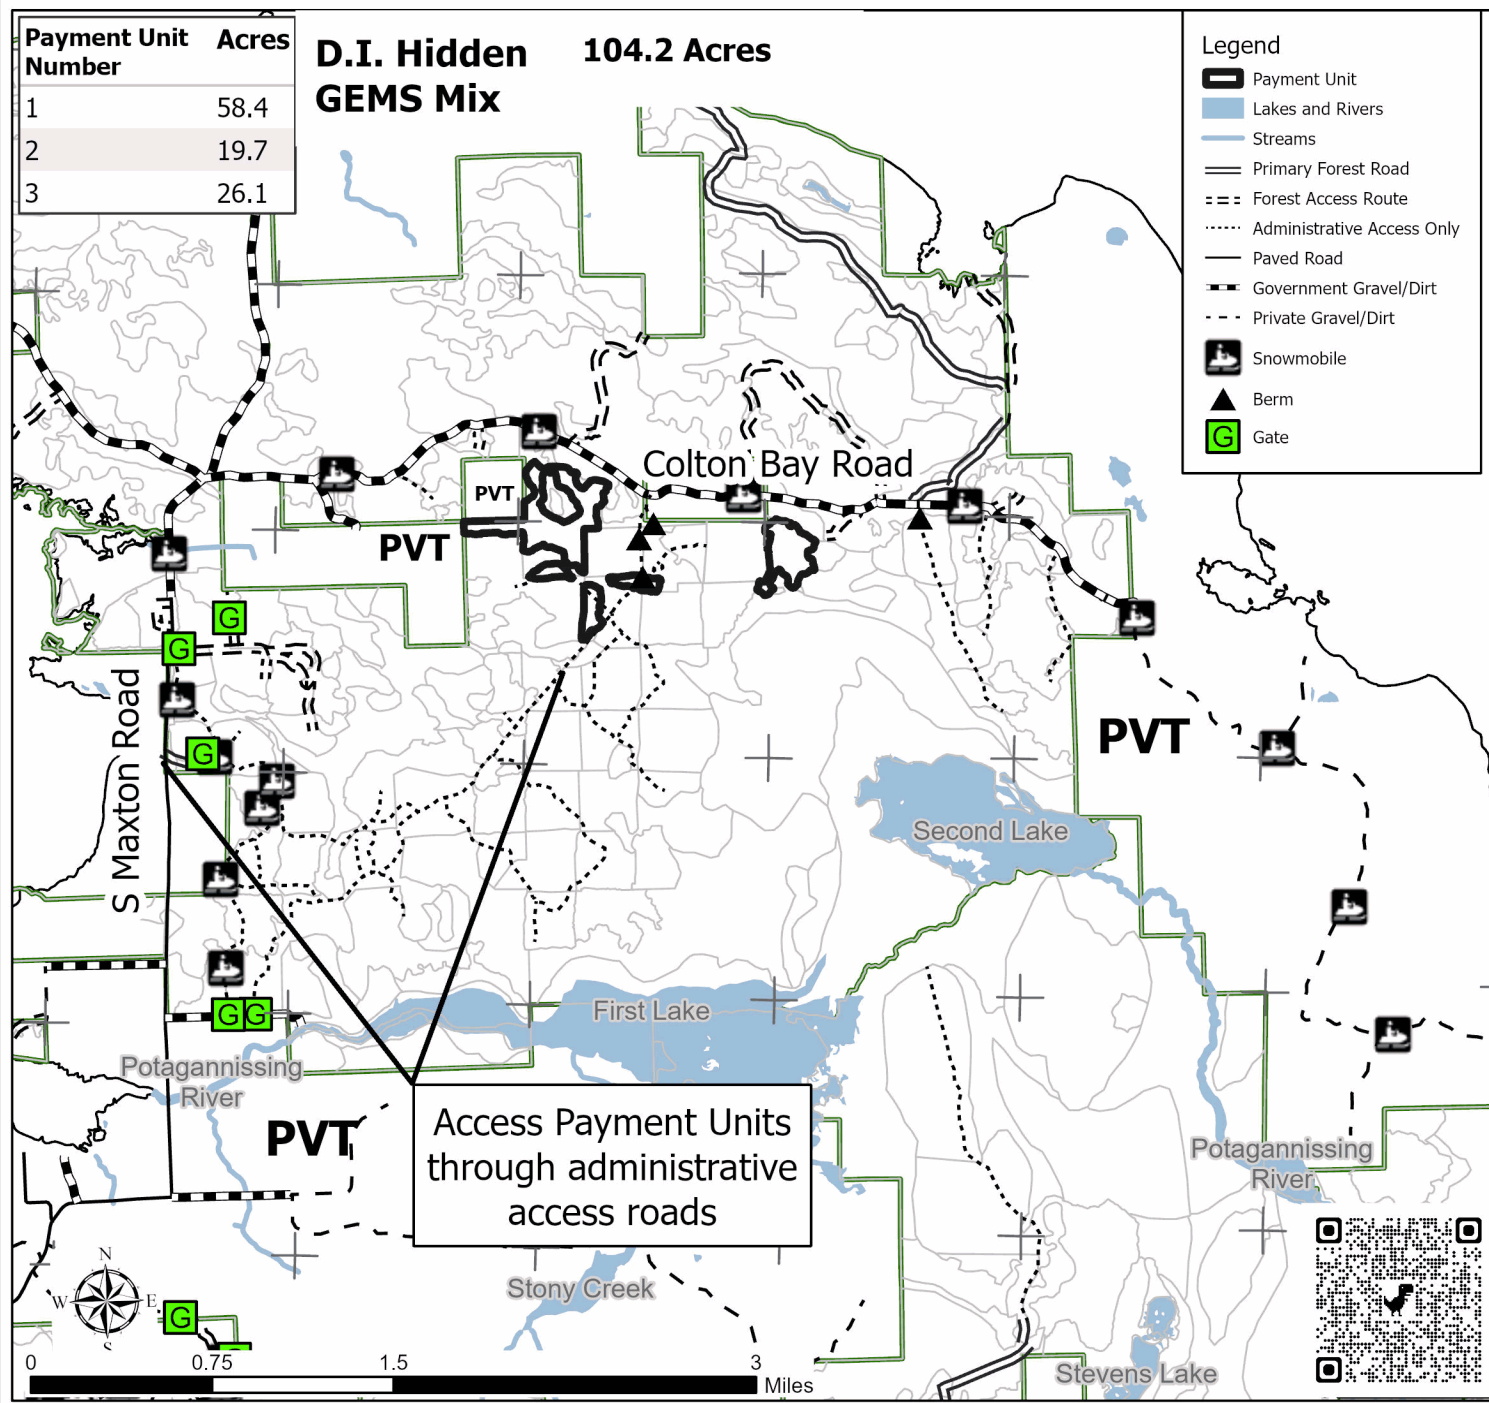 Payment Unit Number Acres
1 58.4
2 19.7
3 26.1
D.I. Hidden
GEMS Mix
104.2 Acres
Legend
Payment Unit
Lakes and Rivers
Streams
Primary Forest Road
Forest Access Route
Administrative Access Only
Paved Road
Government Gravel/Dirt
Private Gravel/Dirt
Snowmobile
Berm
G Gate
Colton Bay Road
PVT
PVT
G
G
S Maxton Road
G
PVT
Second Lake
First Lake
G
G
Potagannissing
River
PVT
Access Payment Units
through administrative
access roads
Potagannissing
River
Stony Creek
Stevens Lake
N
W E
S
G
0 0.75 1.5 3
Miles